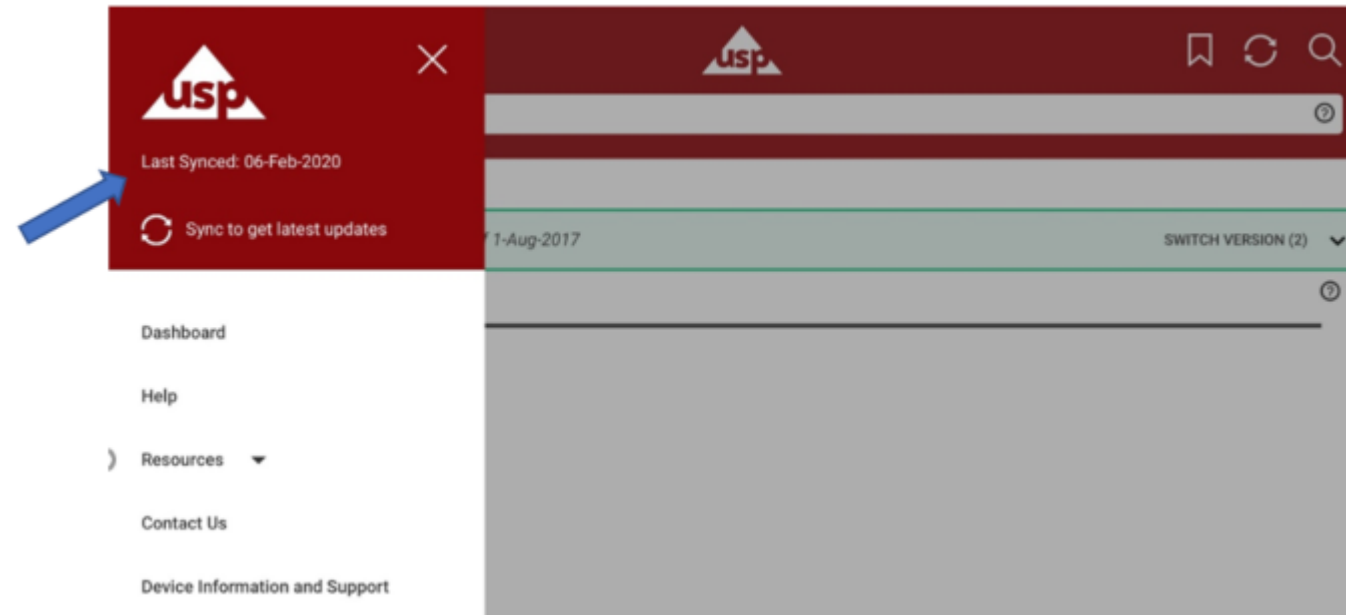 usp
usp
Last Synced: 06-Feb-2020
Sync to get latest updates
1-Aug-2017
SWITCH VERSION (2)
Dashboard
Help
Resources
Contact Us
Device Information and Support